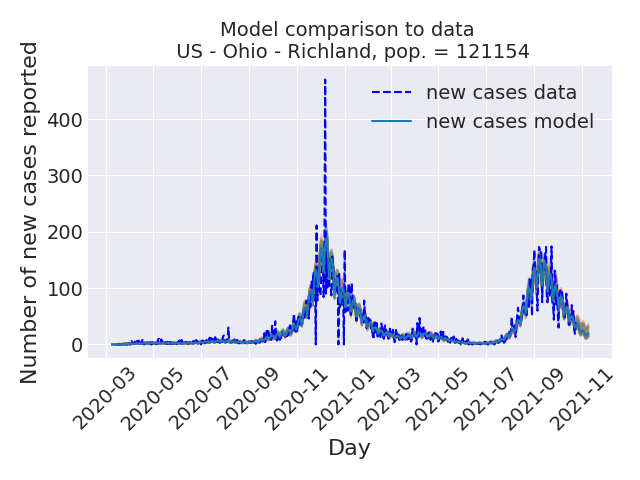 Model comparison to data
US - Ohio - Richland, pop. = 121154
new cases data
new cases model
Number of new cases reported
400
300
200
100
0
2020-03
2020-05
2020-07
2020-09
2020-11
2021-01
2021-03
2021-05
2021-07
2021-09
2021-11
Day